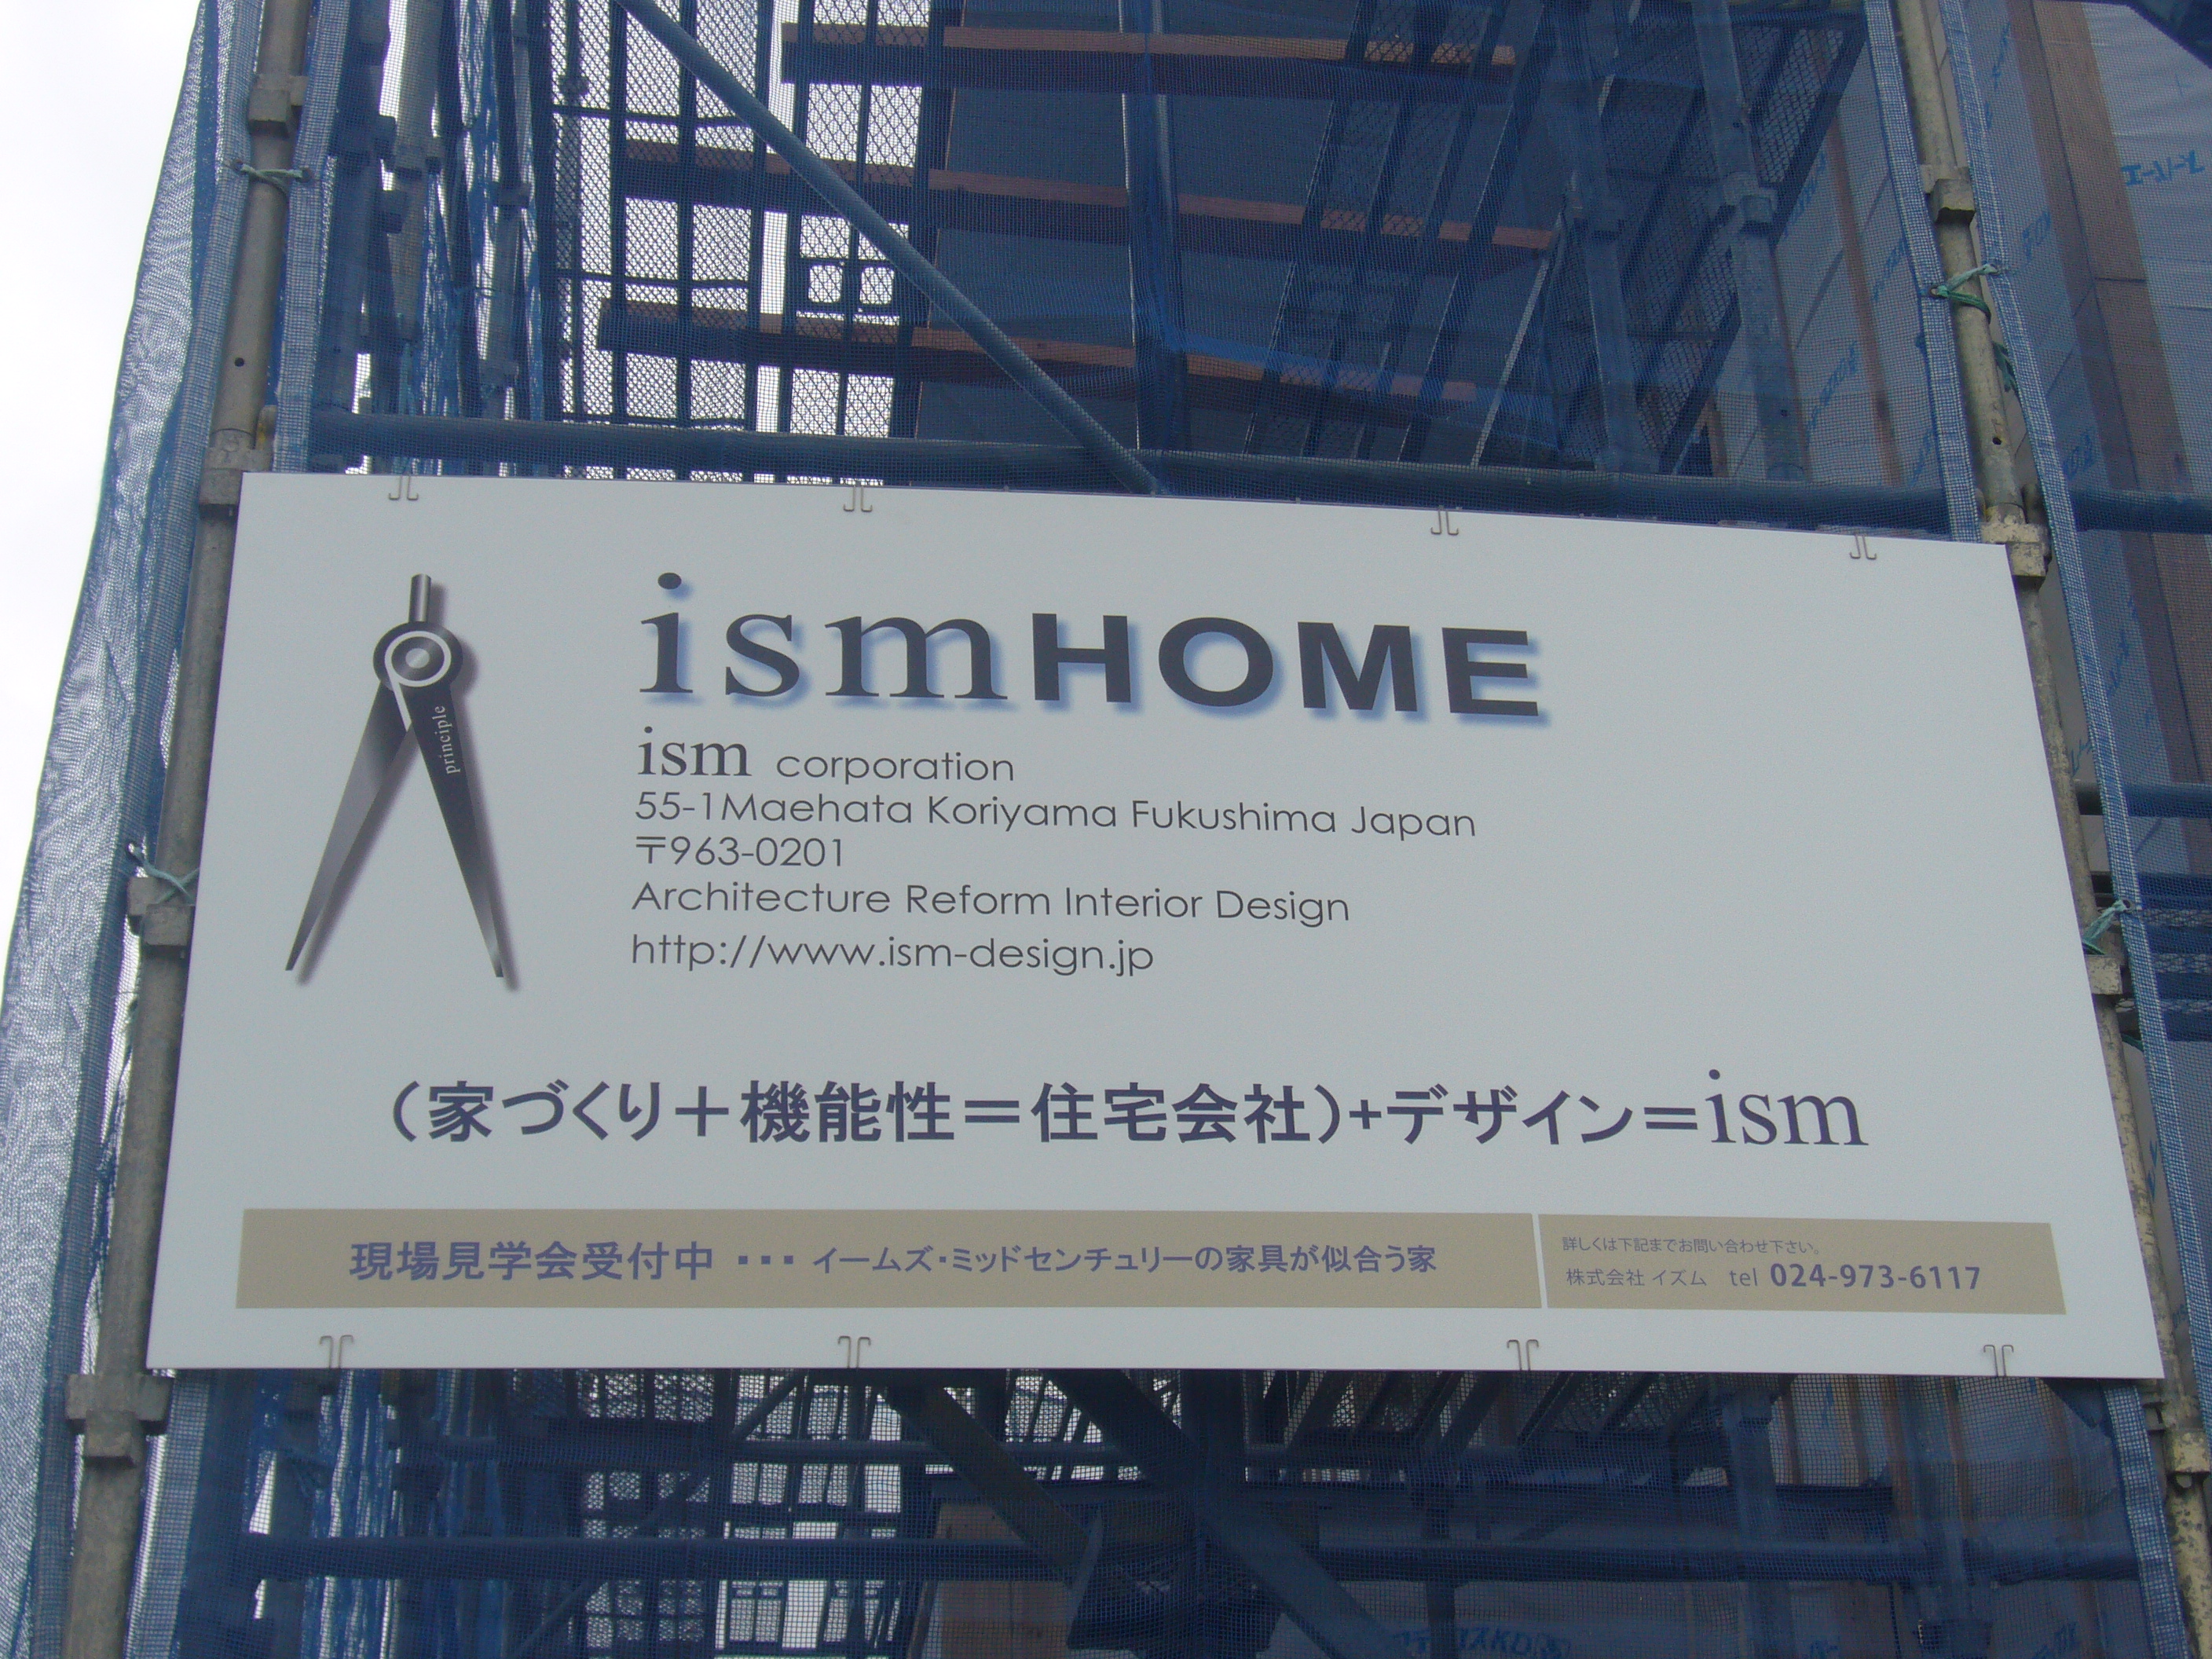 principle
ismHOME
ism corporation
55-1Maehata Koriyama Fukushima Japan
〒963-0201
Architecture Reform Interior Design
http://www.ism-design.jp
（家づくり＋機能性＝住宅会社）+デザイン＝ism
現場見学会受付中 ・・・ イームズ・ミッドセンチュリーの家具が似合う家
詳しくは下記までお問い合わせ下さい。
株式会社 イズム tel 024-973-6117